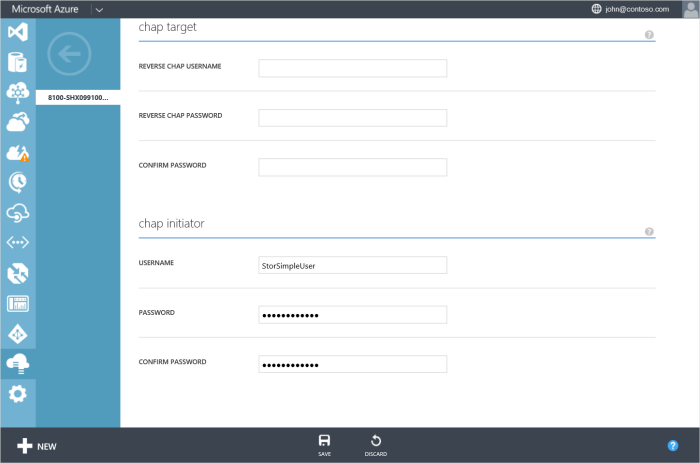 Microsoft Azure
john@contoso.com
8100-SHX099100...
chap target
?
REVERSE CHAP USERNAME
REVERSE CHAP PASSWORD
CONFIRM PASSWORD
chap initiator
?
USERNAME
StorSimpleUser
PASSWORD
••••••••••••
CONFIRM PASSWORD
••••••••••••
NEW
SAVE
DISCARD
?